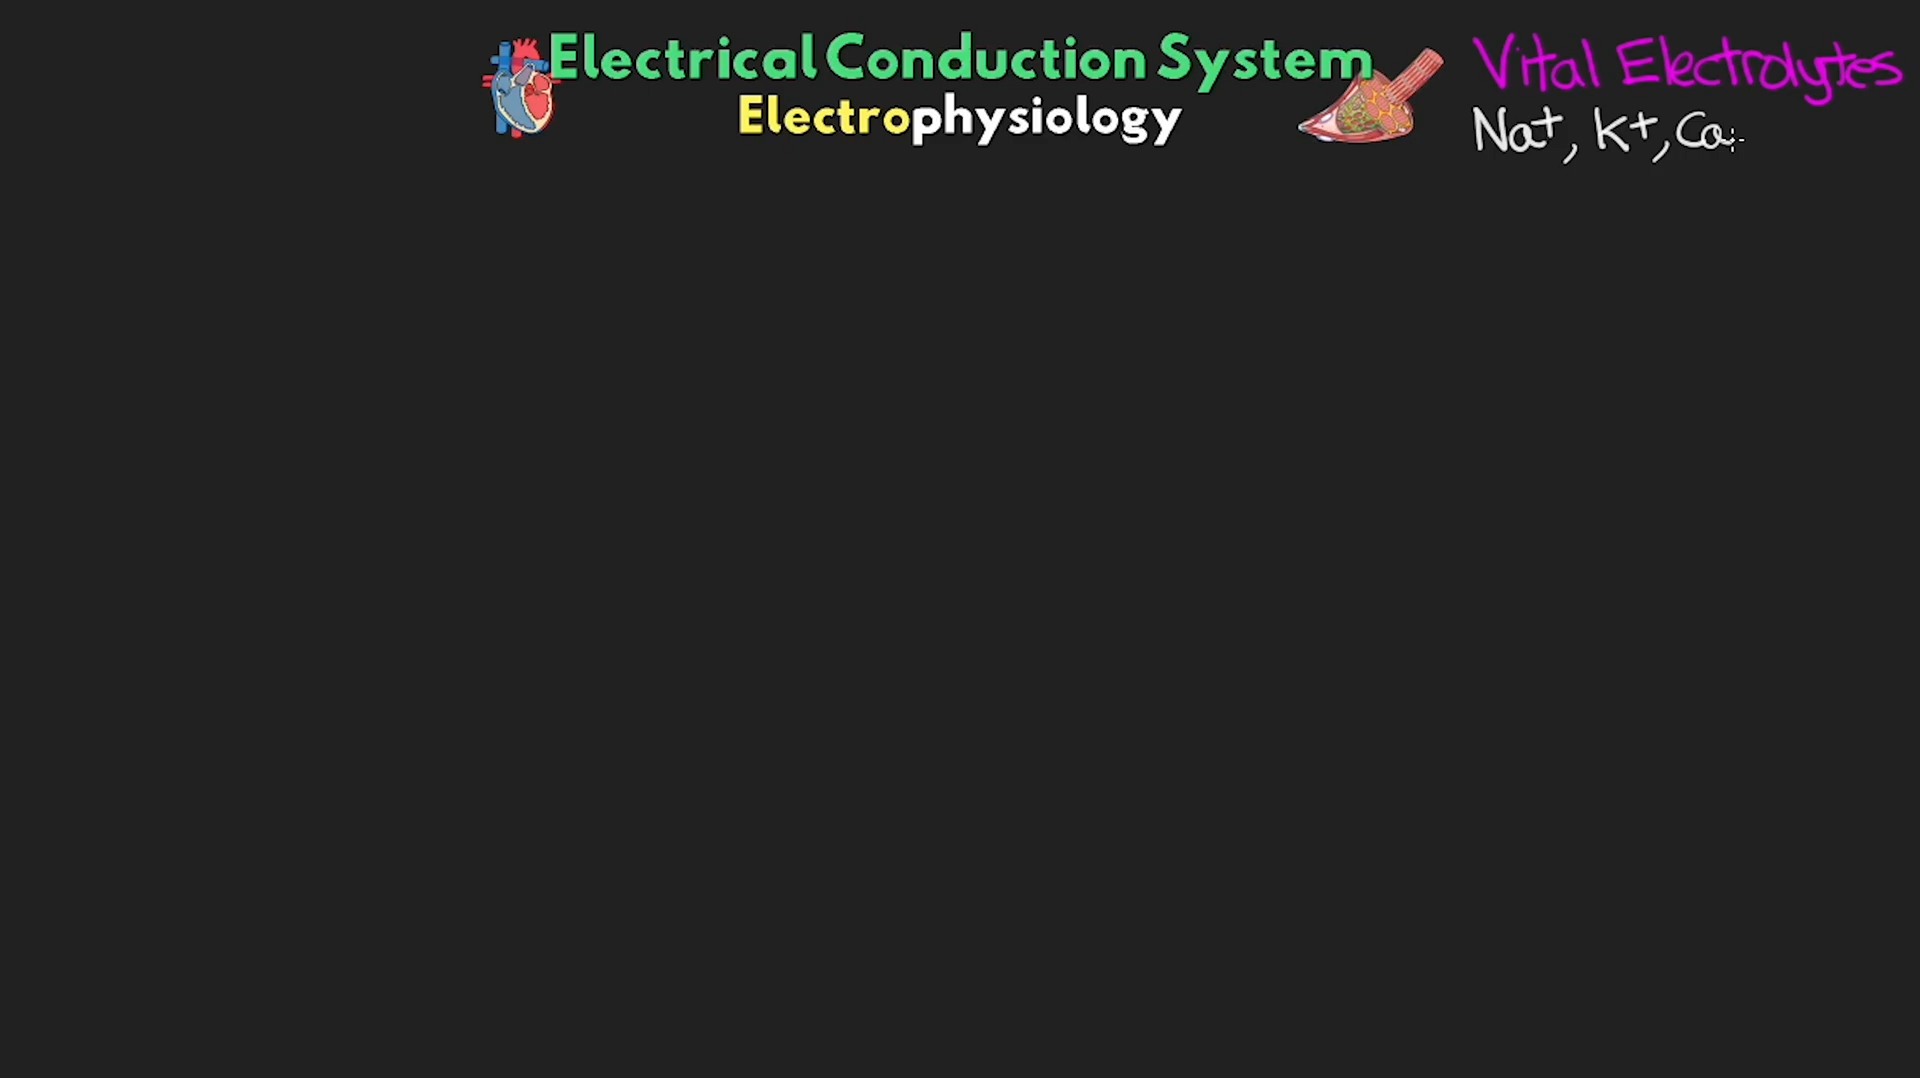 Electrical Conduction System
Electrophysiology
Vital Electrolytes
Na+, K+, Ca